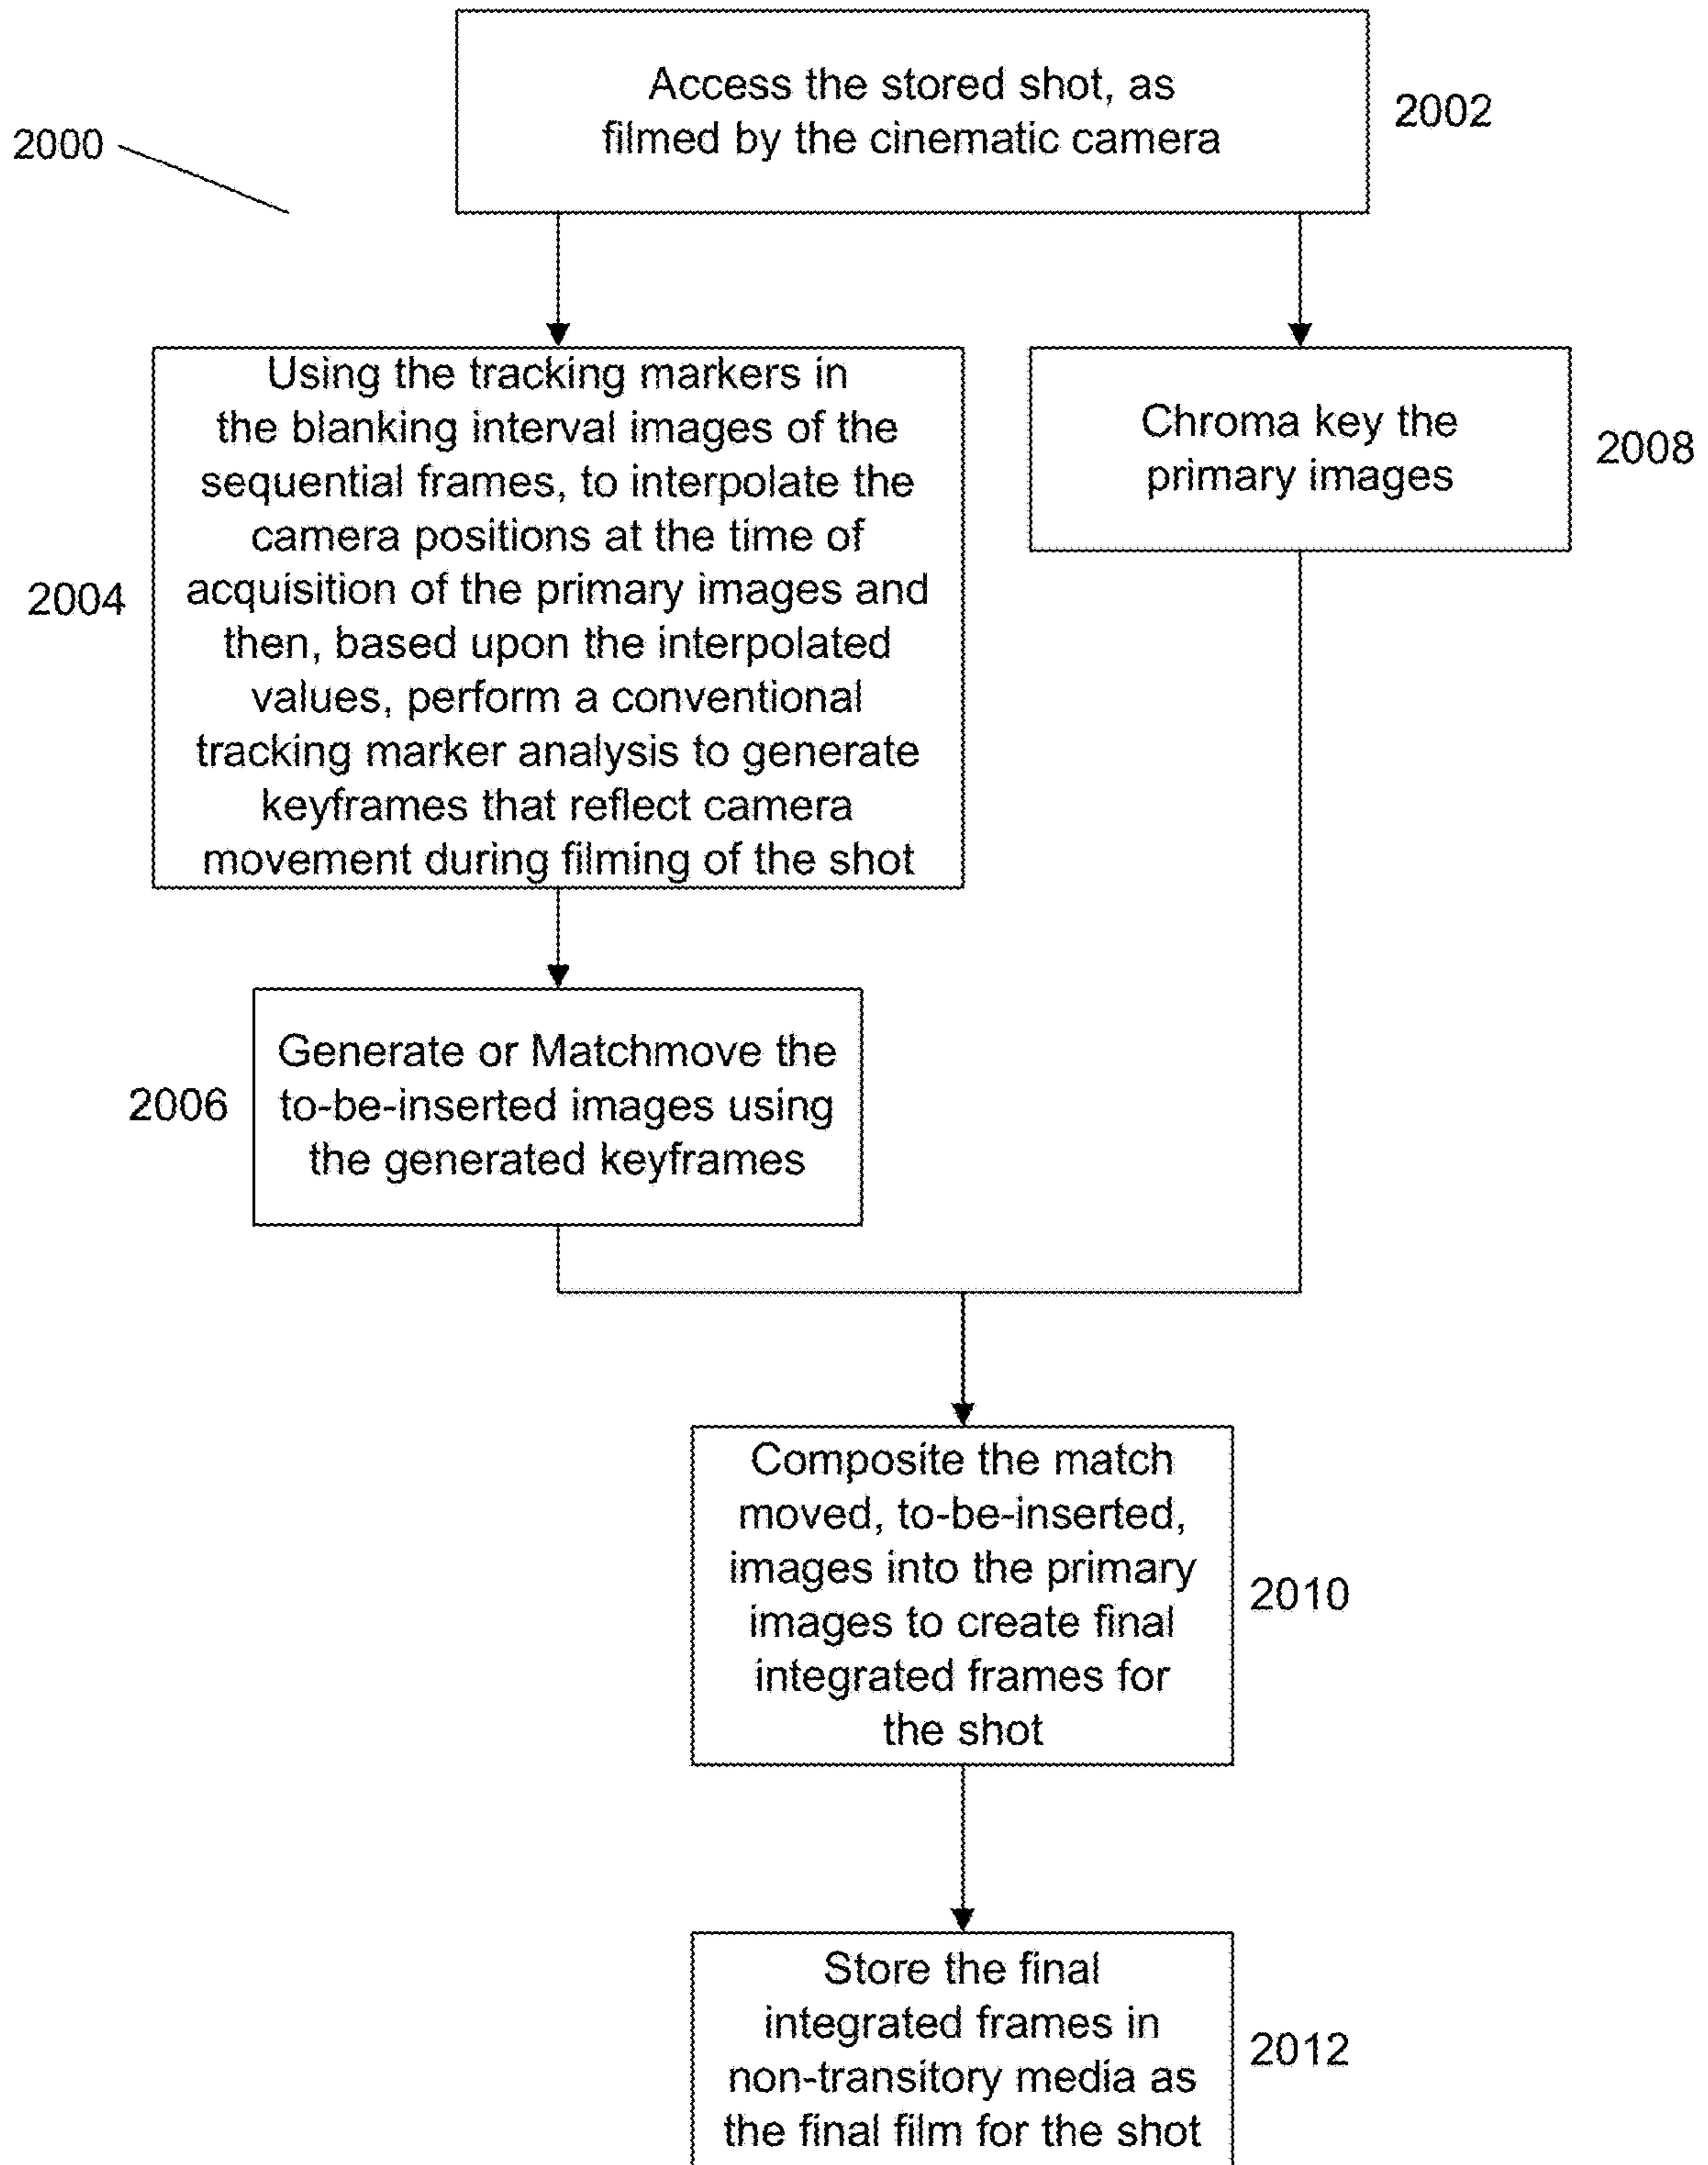 Access the stored shot, as
filmed by the cinematic camera
2002
2000
Using the tracking markers in
the blanking interval images of the
sequential frames, to interpolate the
camera positions at the time of
acquisition of the primary images and
then, based upon the interpolated
values, perform a conventional
tracking marker analysis to generate
keyframes that reflect camera
movement during filming of the shot
2004
Chroma key the
primary images
2008
Generate or Matchmove the
to-be-inserted images using
the generated keyframes
2006
Composite the match
moved, to-be-inserted,
images into the primary
images to create final
integrated frames for
the shot
2010
Store the final
integrated frames in
non-transitory media as
the final film for the shot
2012